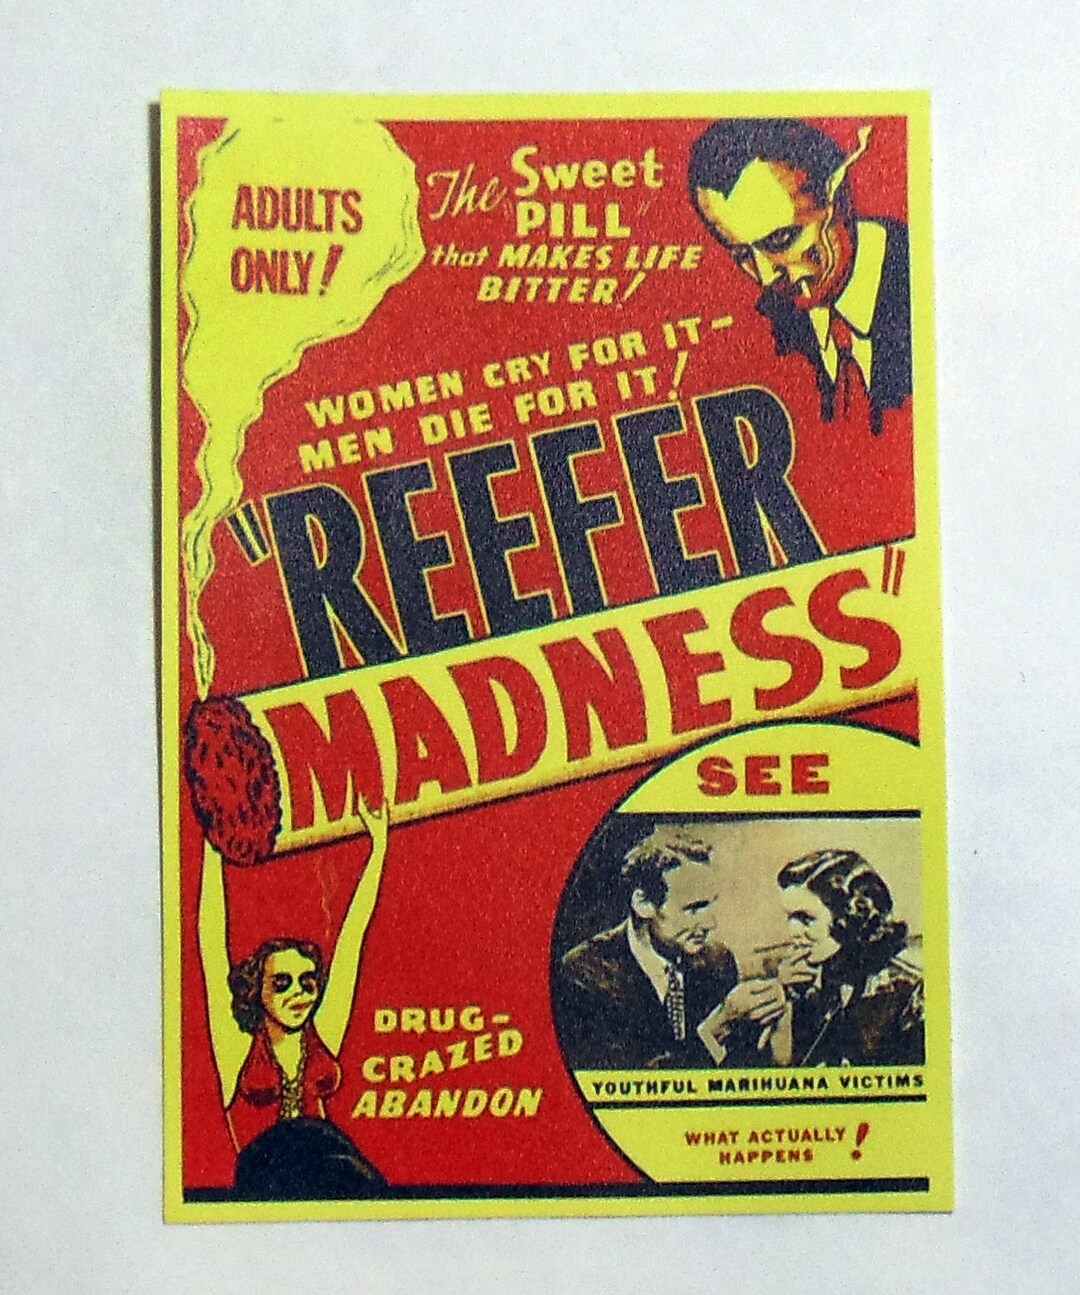 ADULTS
ONLY!
The Sweet
"PILL"
that MAKES LIFE
BITTER!
WOMEN CRY FOR IT-
MEN DIE FOR IT!
"REEFER
MADNESS"
SEE
DRUG-
CRAZED
ABANDON
YOUTHFUL MARIHUANA VICTIMS
WHAT ACTUALLY
HAPPENS!